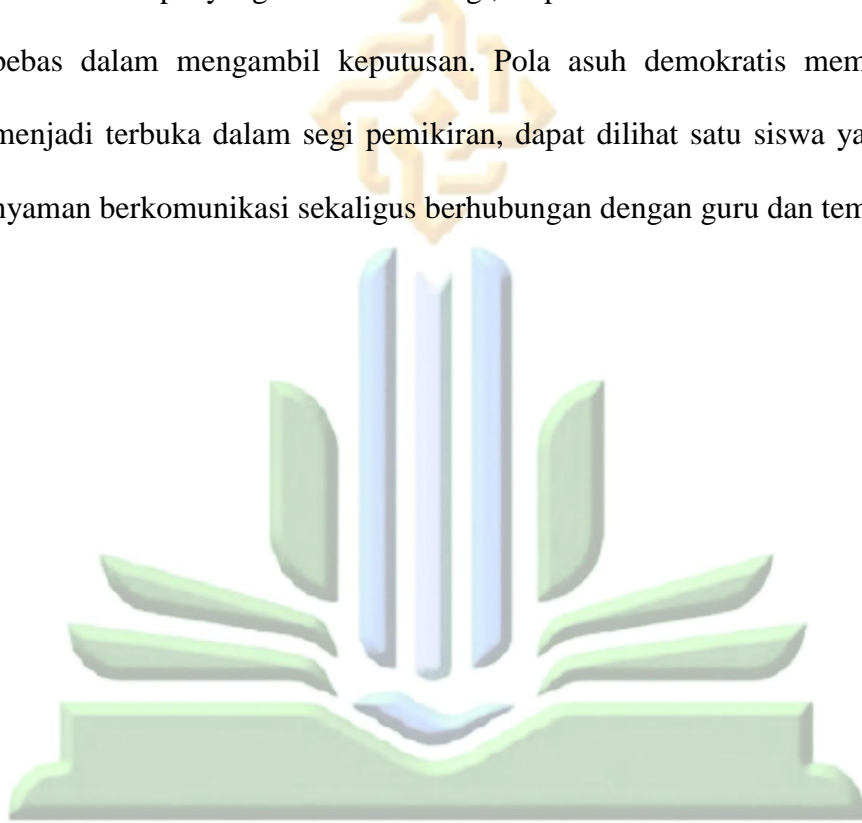 bebas dalam mengambil keputusan. Pola asuh demokratis mem
menjadi terbuka dalam segi pemikiran, dapat dilihat satu siswa ya
nyaman berkomunikasi sekaligus berhubungan dengan guru dan tem